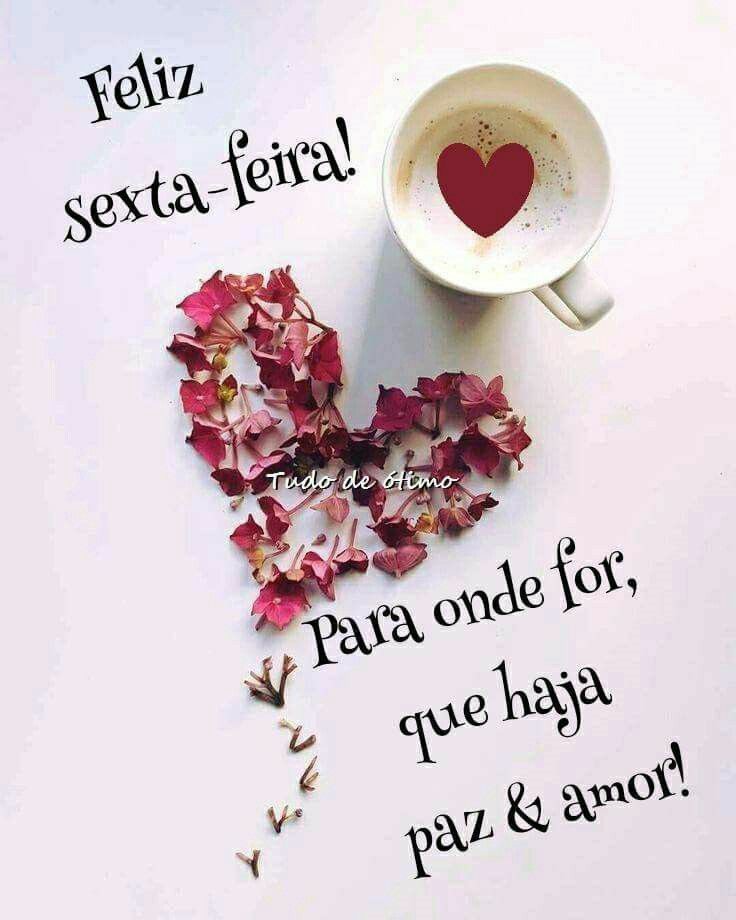 Feliz
sexta-feira!
Tudo de ótimo
Para onde for,
que haja
paz & amor!